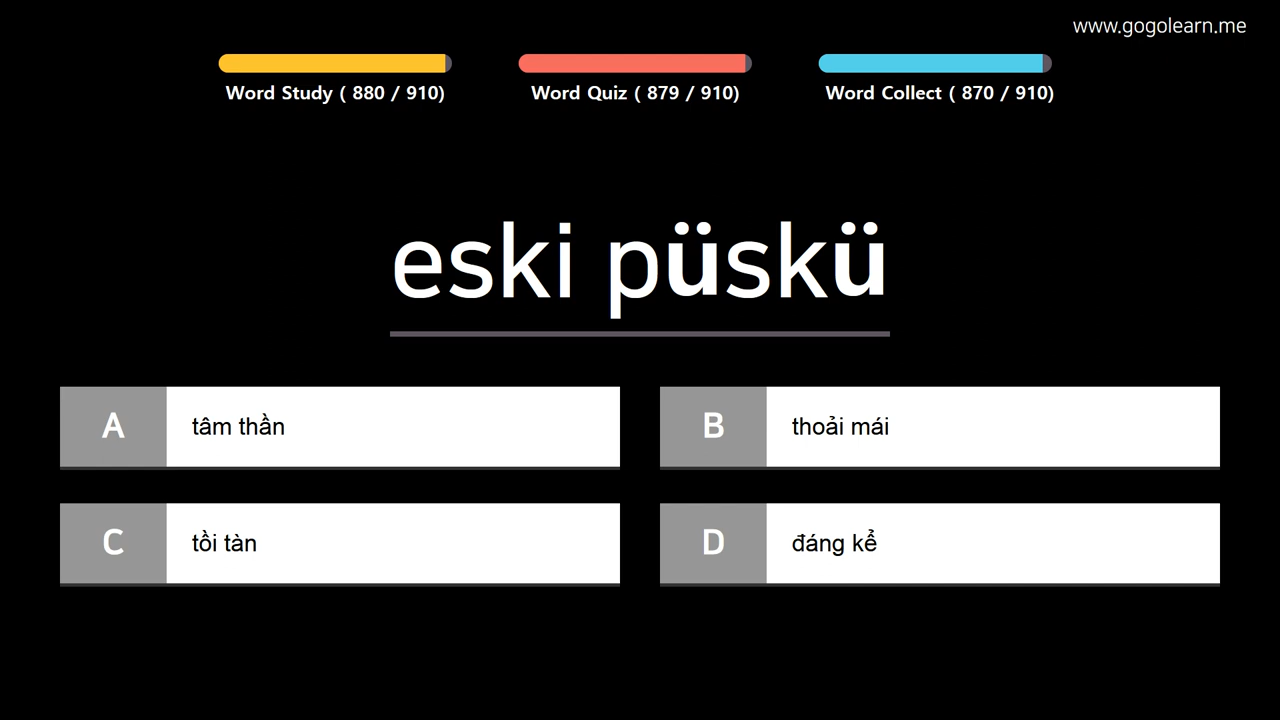 www.gogolearn.me
Word Study ( 880 / 910)
Word Quiz ( 879 / 910)
Word Collect ( 870 / 910)
eski püskü
A
tâm thần
B
thoải mái
C
tồi tàn
D
đáng kể